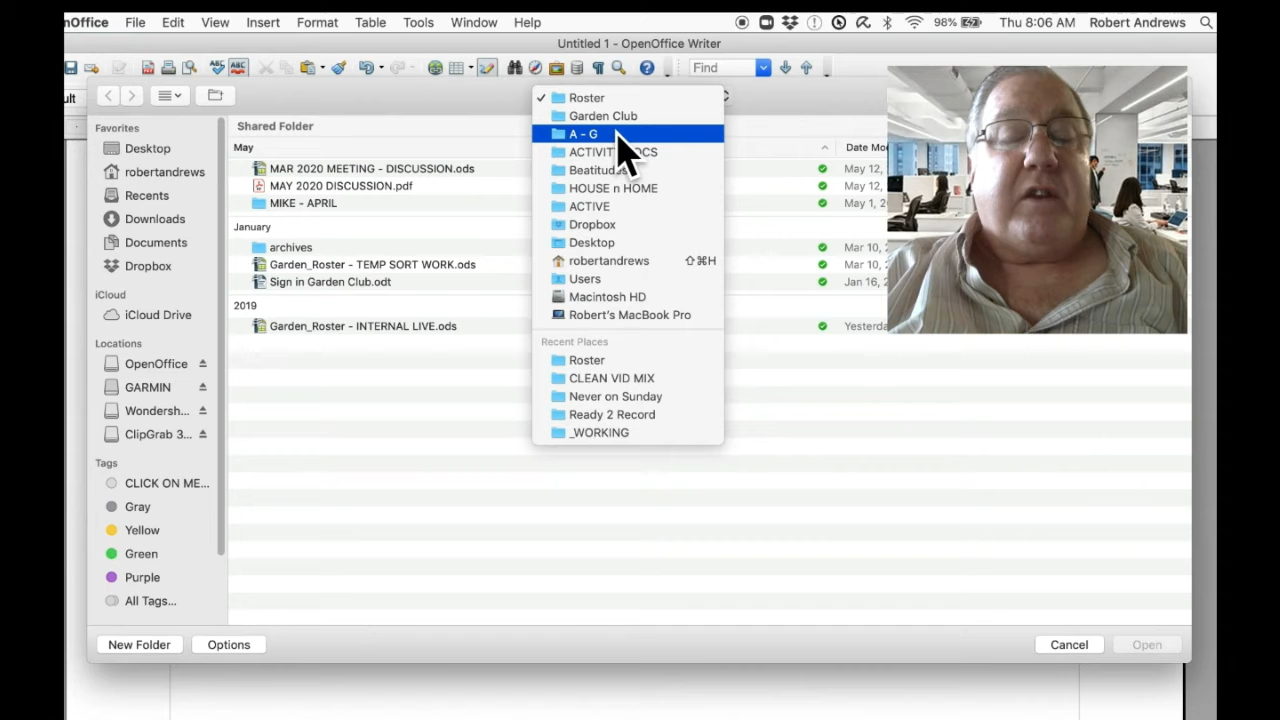 nOffice File Edit View Insert Format Table Tools Window Help 98% Thu 8:06 AM Robert Andrews
Untitled 1 - OpenOffice Writer
Find
ult
Roster
Garden Club
A - G
ACTIVIT OCS
Beatitudes
HOUSE n HOME
ACTIVE
Dropbox
Desktop
robertandrews ⇧⌘H
Users
Macintosh HD
Robert's MacBook Pro
Recent Places
Roster
CLEAN VID MIX
Never on Sunday
Ready 2 Record
_WORKING
Favorites
Desktop
robertandrews
Recents
Downloads
Documents
Dropbox
iCloud
iCloud Drive
Locations
OpenOffice
GARMIN
Wondersh...
ClipGrab 3...
Tags
CLICK ON ME...
Gray
Yellow
Green
Purple
All Tags...
Shared Folder
May Date Mo
MAR 2020 MEETING - DISCUSSION.ods May 12,
MAY 2020 DISCUSSION.pdf May 12,
MIKE - APRIL May 1, 2
January
archives Mar 10,
Garden_Roster - TEMP SORT WORK.ods Mar 10,
Sign in Garden Club.odt Jan 16,
2019
Garden_Roster - INTERNAL LIVE.ods Yesterd
New Folder Options Cancel Open